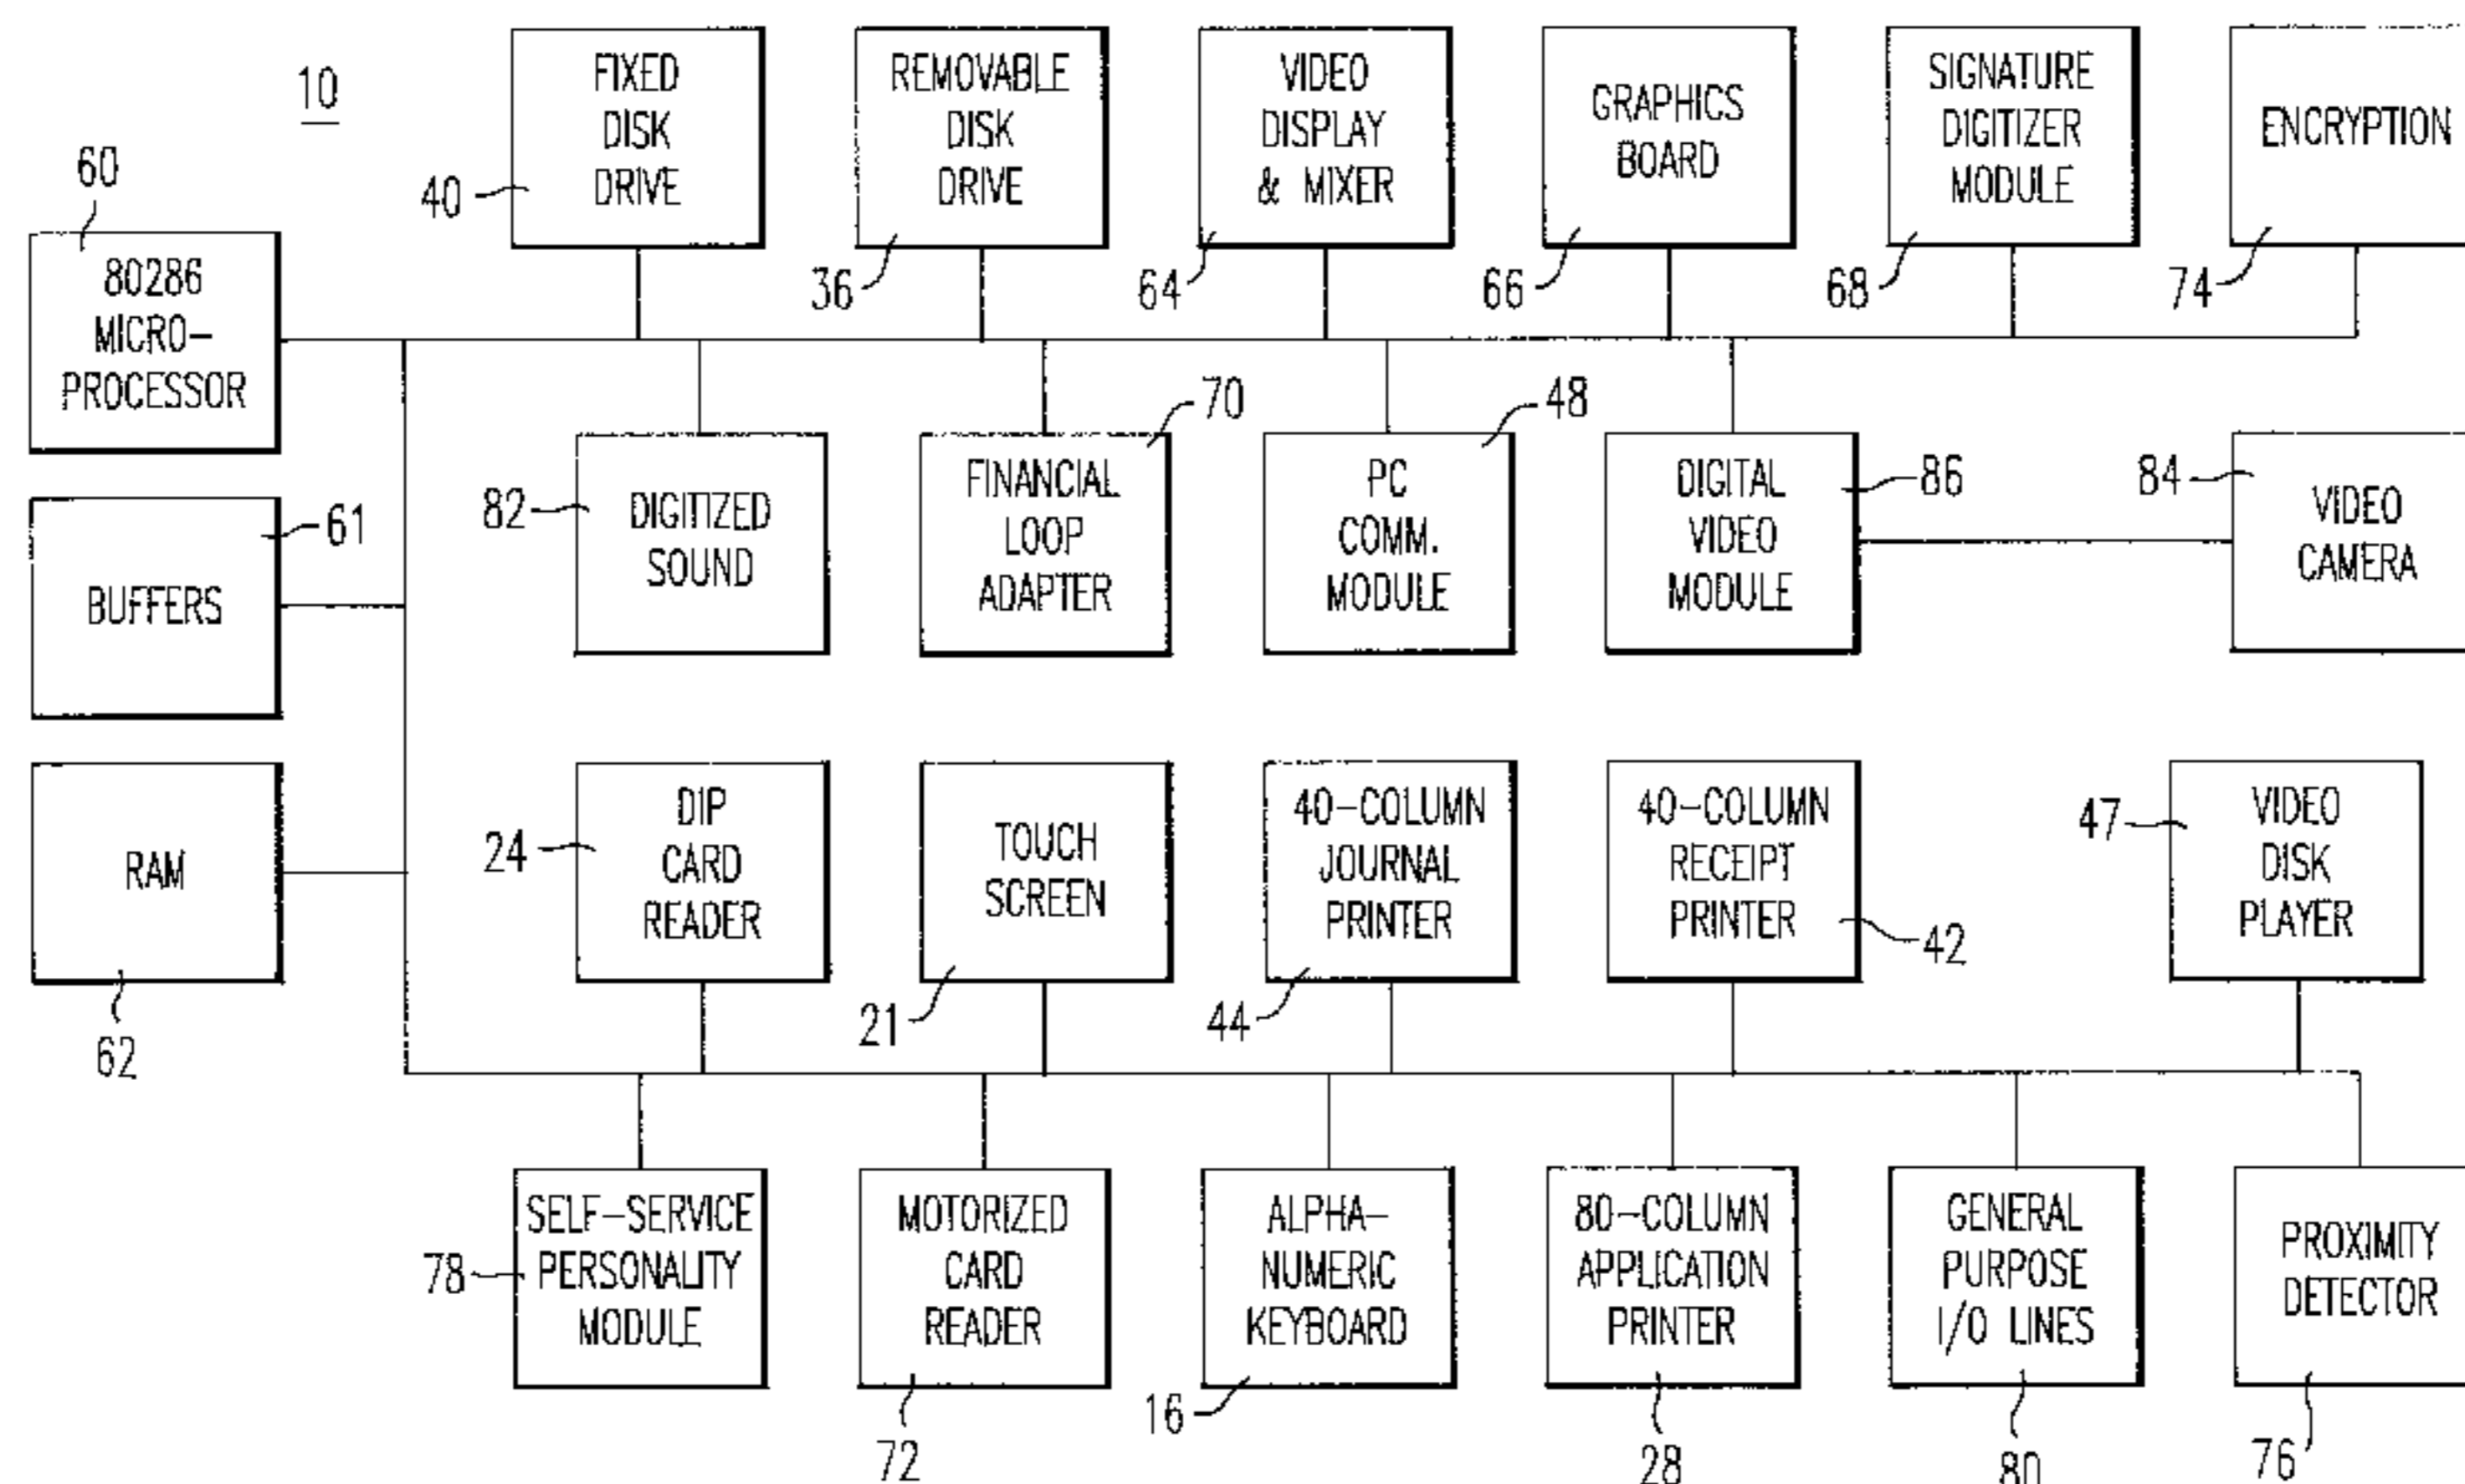 10
60
80286
MICRO-
PROCESSOR
40
FIXED
DISK
DRIVE
36
REMOVABLE
DISK
DRIVE
64
VIDEO
DISPLAY
& MIXER
66
GRAPHICS
BOARD
68
SIGNATURE
DIGITIZER
MODULE
74
ENCRYPTION
61
BUFFERS
82
DIGITIZED
SOUND
70
FINANCIAL
LOOP
ADAPTER
48
PC
COMM.
MODULE
86
DIGITAL
VIDEO
MODULE
84
VIDEO
CAMERA
RAM
62
24
DIP
CARD
READER
21
TOUCH
SCREEN
44
40-COLUMN
JOURNAL
PRINTER
42
40-COLUMN
RECEIPT
PRINTER
47
VIDEO
DISK
PLAYER
78
SELF-SERVICE
PERSONALITY
MODULE
72
MOTORIZED
CARD
READER
16
ALPHA-
NUMERIC
KEYBOARD
28
80-COLUMN
APPLICATION
PRINTER
80
GENERAL
PURPOSE
I/O LINES
76
PROXIMITY
DETECTOR